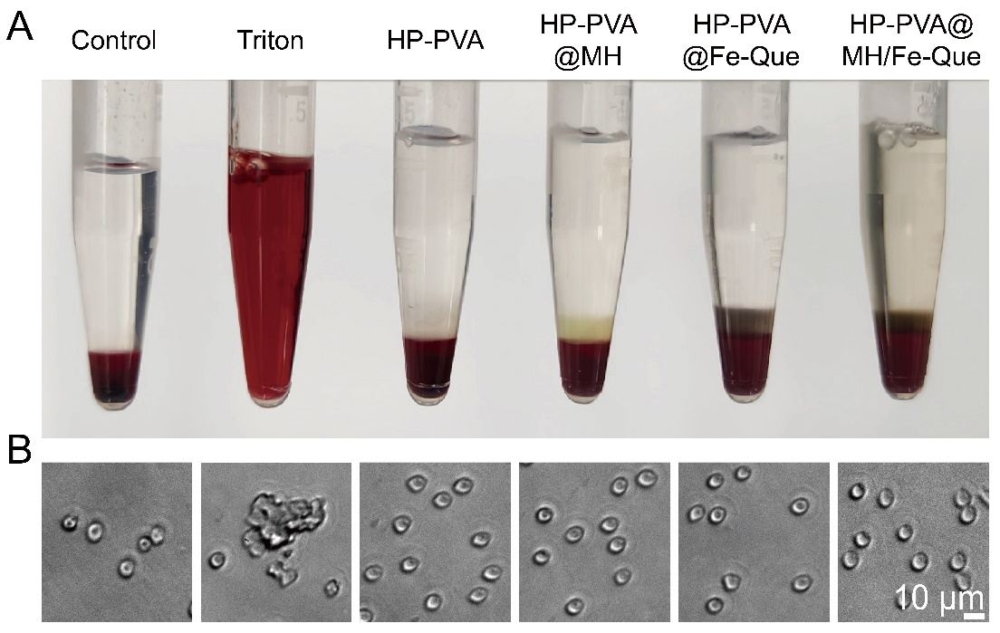 A
Control
Triton
HP-PVA
HP-PVA
@MH
HP-PVA
@Fe-Que
HP-PVA@
MH/Fe-Que
.5
B
10 μm